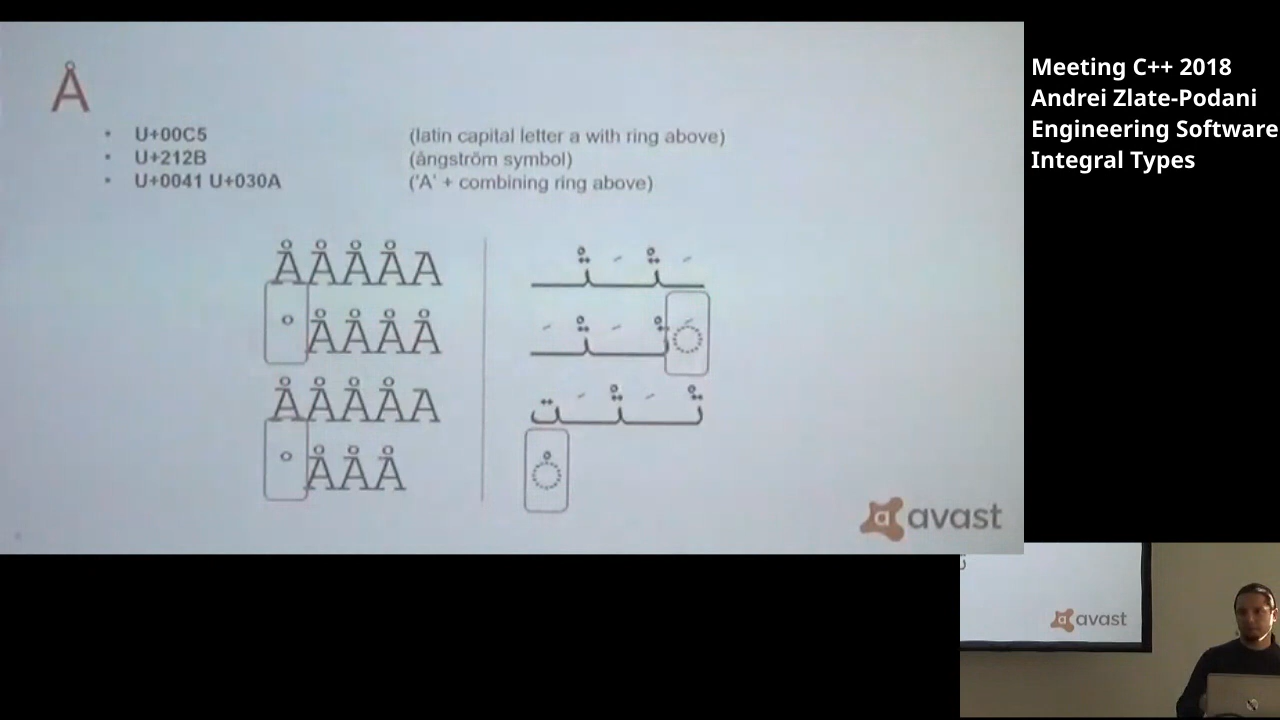 Å
• U+00C5 (latin capital letter a with ring above)
• U+212B (ångström symbol)
• U+0041 U+030A ('A' + combining ring above)
ÅÅÅÅA
̊ÅÅÅÅ
ÅÅÅÅA
̊ÅÅÅ
avast
Meeting C++ 2018
Andrei Zlate-Podani
Engineering Software
Integral Types
avast